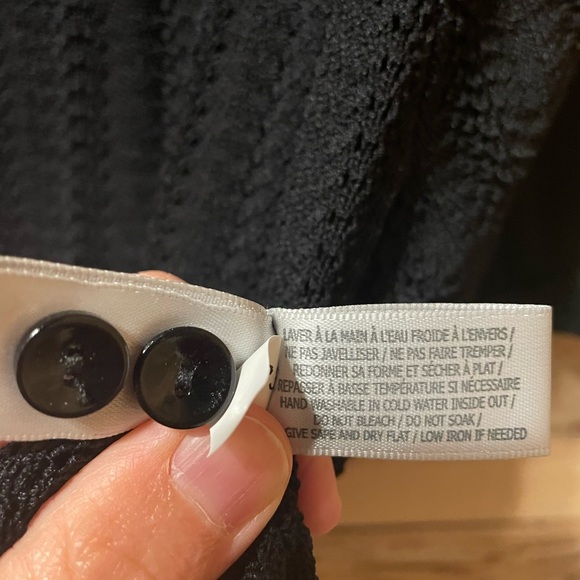 LAVER À LA MAIN À L'EAU FROIDE À L'ENVERS /
NE PAS JAVELLISER / NE PAS FAIRE TREMPER /
REDONNER SA FORME ET SÉCHER À PLAT /
REPASSER À BASSE TEMPÉRATURE SI NÉCESSAIRE
HAND WASHABLE IN COLD WATER INSIDE OUT /
DO NOT BLEACH / DO NOT SOAK /
GIVE SAPE AND DRY FLAT / LOW IRON IF NEEDED